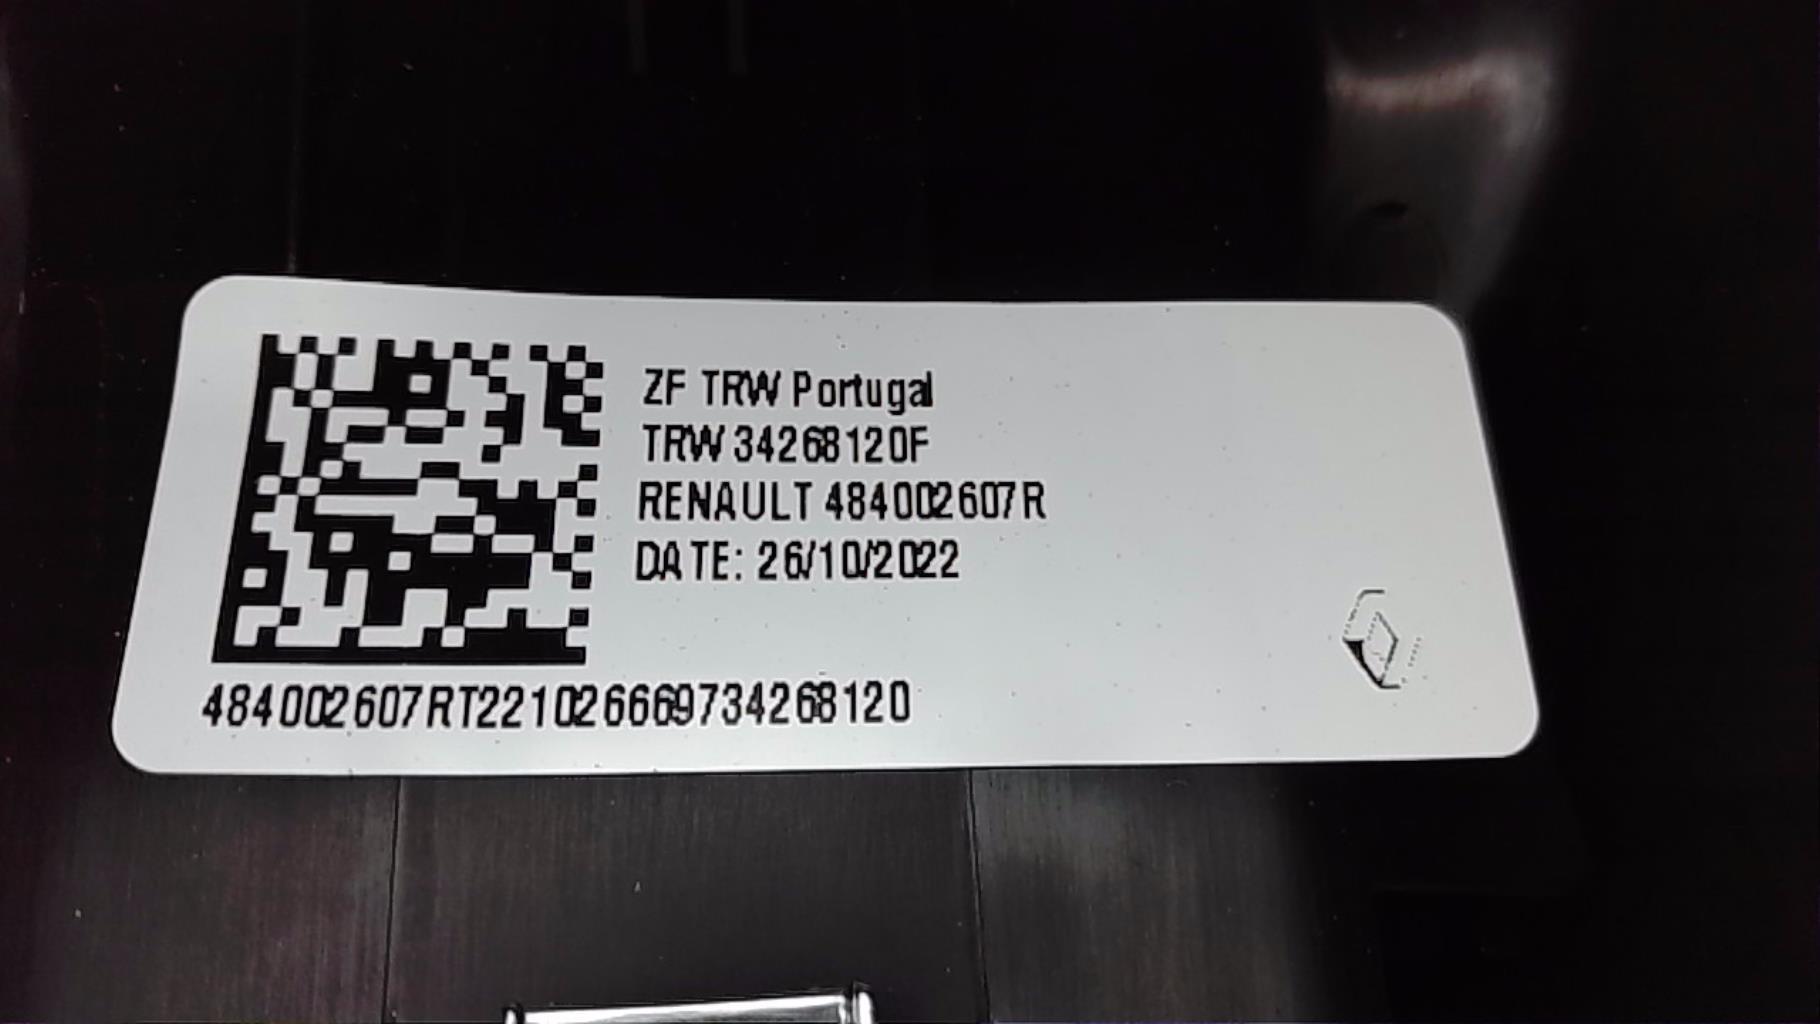 ZF TRW Portugal
TRW 34268120F
RENAULT 484002607R
DATE: 26/10/2022
484002607RT221026669734268120